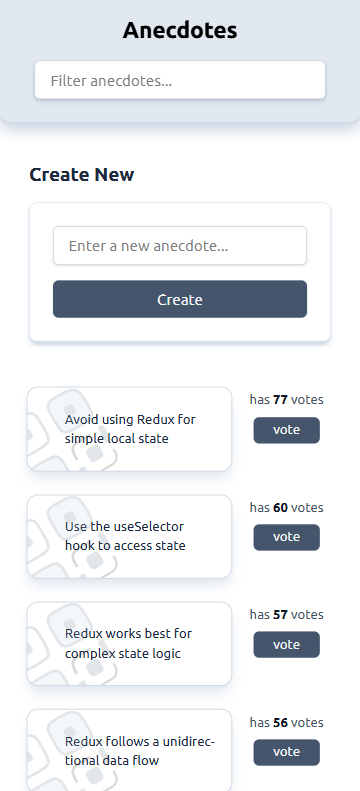 Anecdotes
Filter anecdotes...
Create New
Enter a new anecdote...
Create
Avoid using Redux for
simple local state
has 77 votes
vote
Use the useSelector
hook to access state
has 60 votes
vote
Redux works best for
complex state logic
has 57 votes
vote
Redux follows a unidirec-
tional data flow
has 56 votes
vote